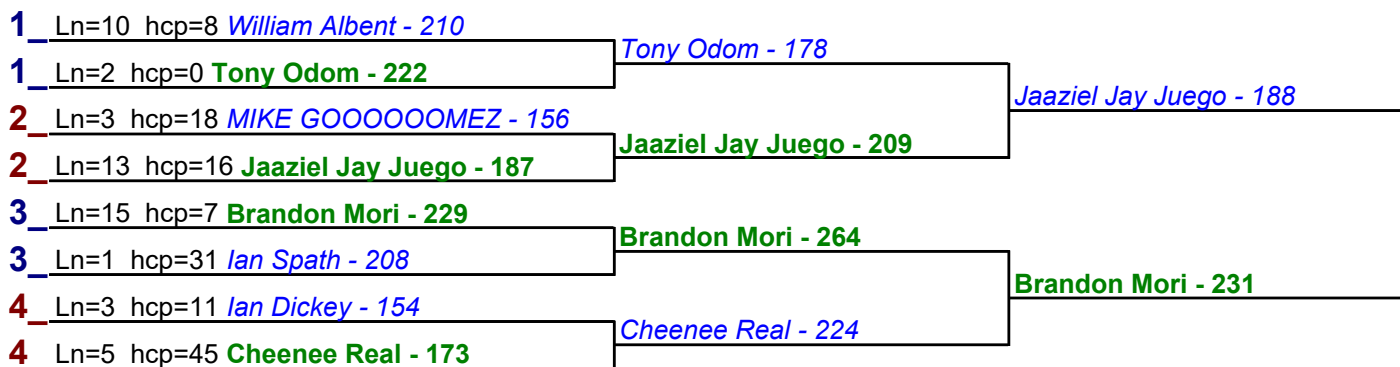 1_ Ln=10 hcp=8 William Albent - 210
Tony Odom - 178
1_ Ln=2 hcp=0 Tony Odom - 222
Jaaziel Jay Juego - 188
2_ Ln=3 hcp=18 MIKE GOOOOOOMEZ - 156
Jaaziel Jay Juego - 209
2_ Ln=13 hcp=16 Jaaziel Jay Juego - 187
3_ Ln=15 hcp=7 Brandon Mori - 229
Brandon Mori - 264
3_ Ln=1 hcp=31 Ian Spath - 208
Brandon Mori - 231
4_ Ln=3 hcp=11 Ian Dickey - 154
Cheenee Real - 224
4 Ln=5 hcp=45 Cheenee Real - 173